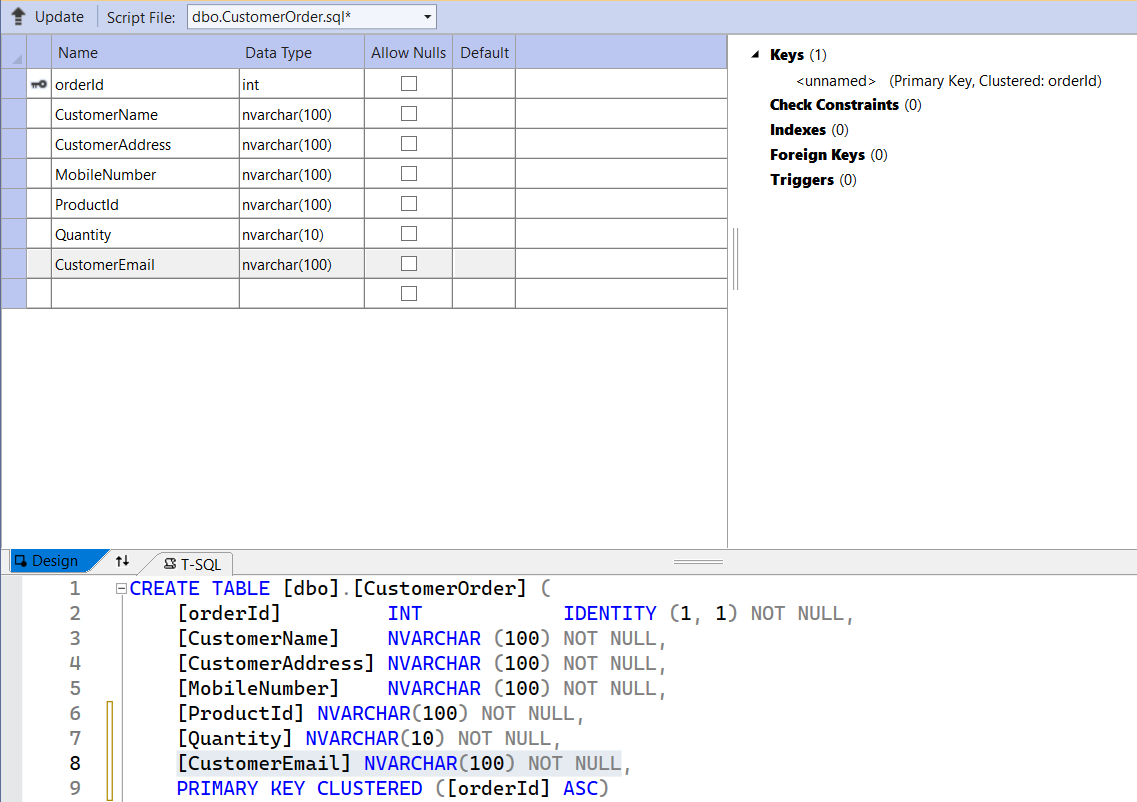 Update Script File: dbo.CustomerOrder.sql*
Name Data Type Allow Nulls Default
orderId int
CustomerName nvarchar(100)
CustomerAddress nvarchar(100)
MobileNumber nvarchar(100)
ProductId nvarchar(100)
Quantity nvarchar(10)
CustomerEmail nvarchar(100)
Keys (1)
<unnamed> (Primary Key, Clustered: orderId)
Check Constraints (0)
Indexes (0)
Foreign Keys (0)
Triggers (0)
Design T-SQL
1 CREATE TABLE [dbo].[CustomerOrder] (
2 [orderId] INT IDENTITY (1, 1) NOT NULL,
3 [CustomerName] NVARCHAR (100) NOT NULL,
4 [CustomerAddress] NVARCHAR (100) NOT NULL,
5 [MobileNumber] NVARCHAR (100) NOT NULL,
6 [ProductId] NVARCHAR(100) NOT NULL,
7 [Quantity] NVARCHAR(10) NOT NULL,
8 [CustomerEmail] NVARCHAR(100) NOT NULL,
9 PRIMARY KEY CLUSTERED ([orderId] ASC)